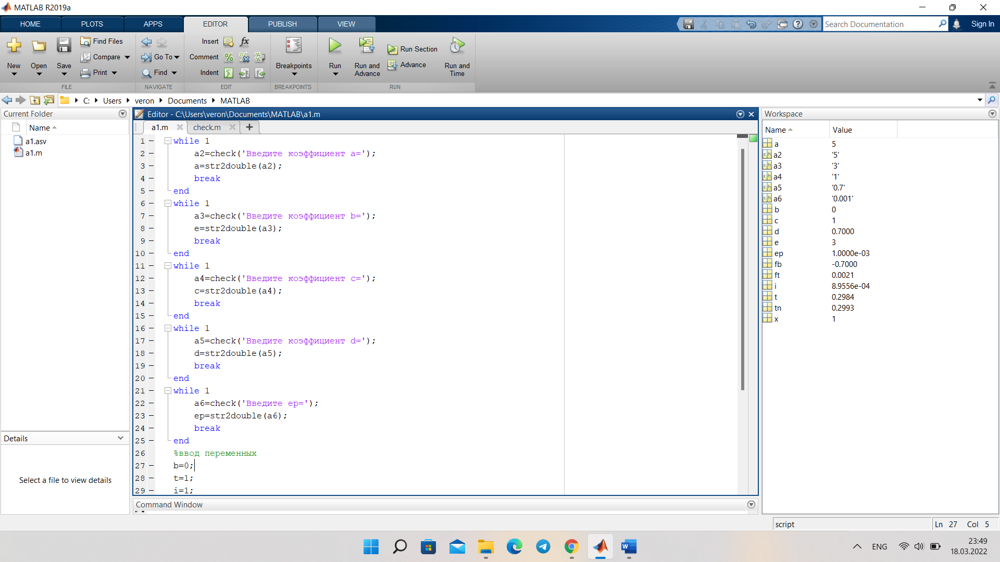 MATLAB R2019a
HOME PLOTS APPS EDITOR PUBLISH VIEW
Search Documentation
Sign In
New
Open
Save
Find Files
Compare
Print
FILE
Go To
Find
NAVIGATE
Insert
Comment
Indent
EDIT
Breakpoints
BREAKPOINTS
Run
Run and Advance
Run Section
Advance
Run and Time
RUN
C: Users veron Documents MATLAB
Current Folder
Name
a1.asv
a1.m
Details
Select a file to view details
Editor - C:\Users\veron\Documents\MATLAB\a1.m
a1.m check.m
1 while 1
2 a2=check('Введите коэффициент a=');
3 a=str2double(a2);
4 break
5 end
6 while 1
7 a3=check('Введите коэффициент b=');
8 e=str2double(a3);
9 break
10 end
11 while 1
12 a4=check('Введите коэффициент c=');
13 c=str2double(a4);
14 break
15 end
16 while 1
17 a5=check('Введите коэффициент d=');
18 d=str2double(a5);
19 break
20 end
21 while 1
22 a6=check('Введите ep=');
23 ep=str2double(a6);
24 break
25 end
26 %ввод переменных
27 b=0;
28 t=1;
29 i=1;
Command Window
Workspace
Name Value
a 5
a2 '5'
a3 '3'
a4 '1'
a5 '0.7'
a6 '0.001'
b 0
c 1
d 0.7000
e 3
ep 1.0000e-03
fb -0.7000
ft 0.0021
i 8.9556e-04
t 0.2984
tn 0.2993
x 1
script
Ln 27 Col 5
ENG
23:49
18.03.2022